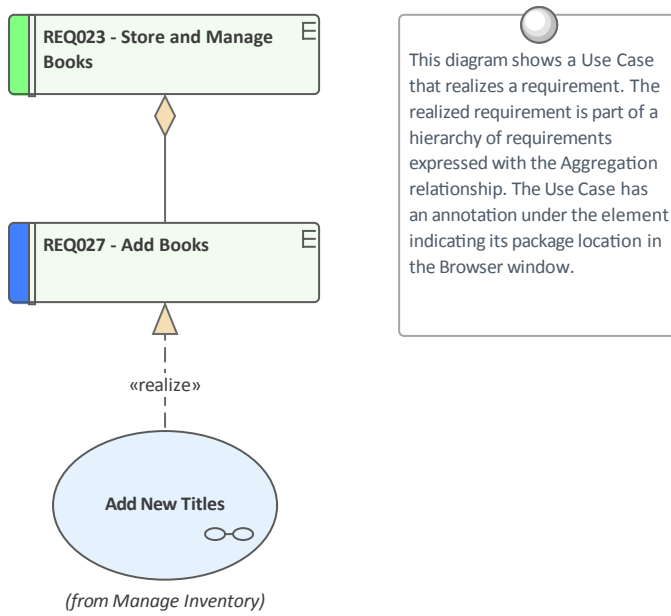 REQ023 - Store and Manage
Books
REQ027 - Add Books
«realize»
Add New Titles
(from Manage Inventory)
This diagram shows a Use Case
that realizes a requirement. The
realized requirement is part of a
hierarchy of requirements
expressed with the Aggregation
relationship. The Use Case has
an annotation under the element
indicating its package location in
the Browser window.